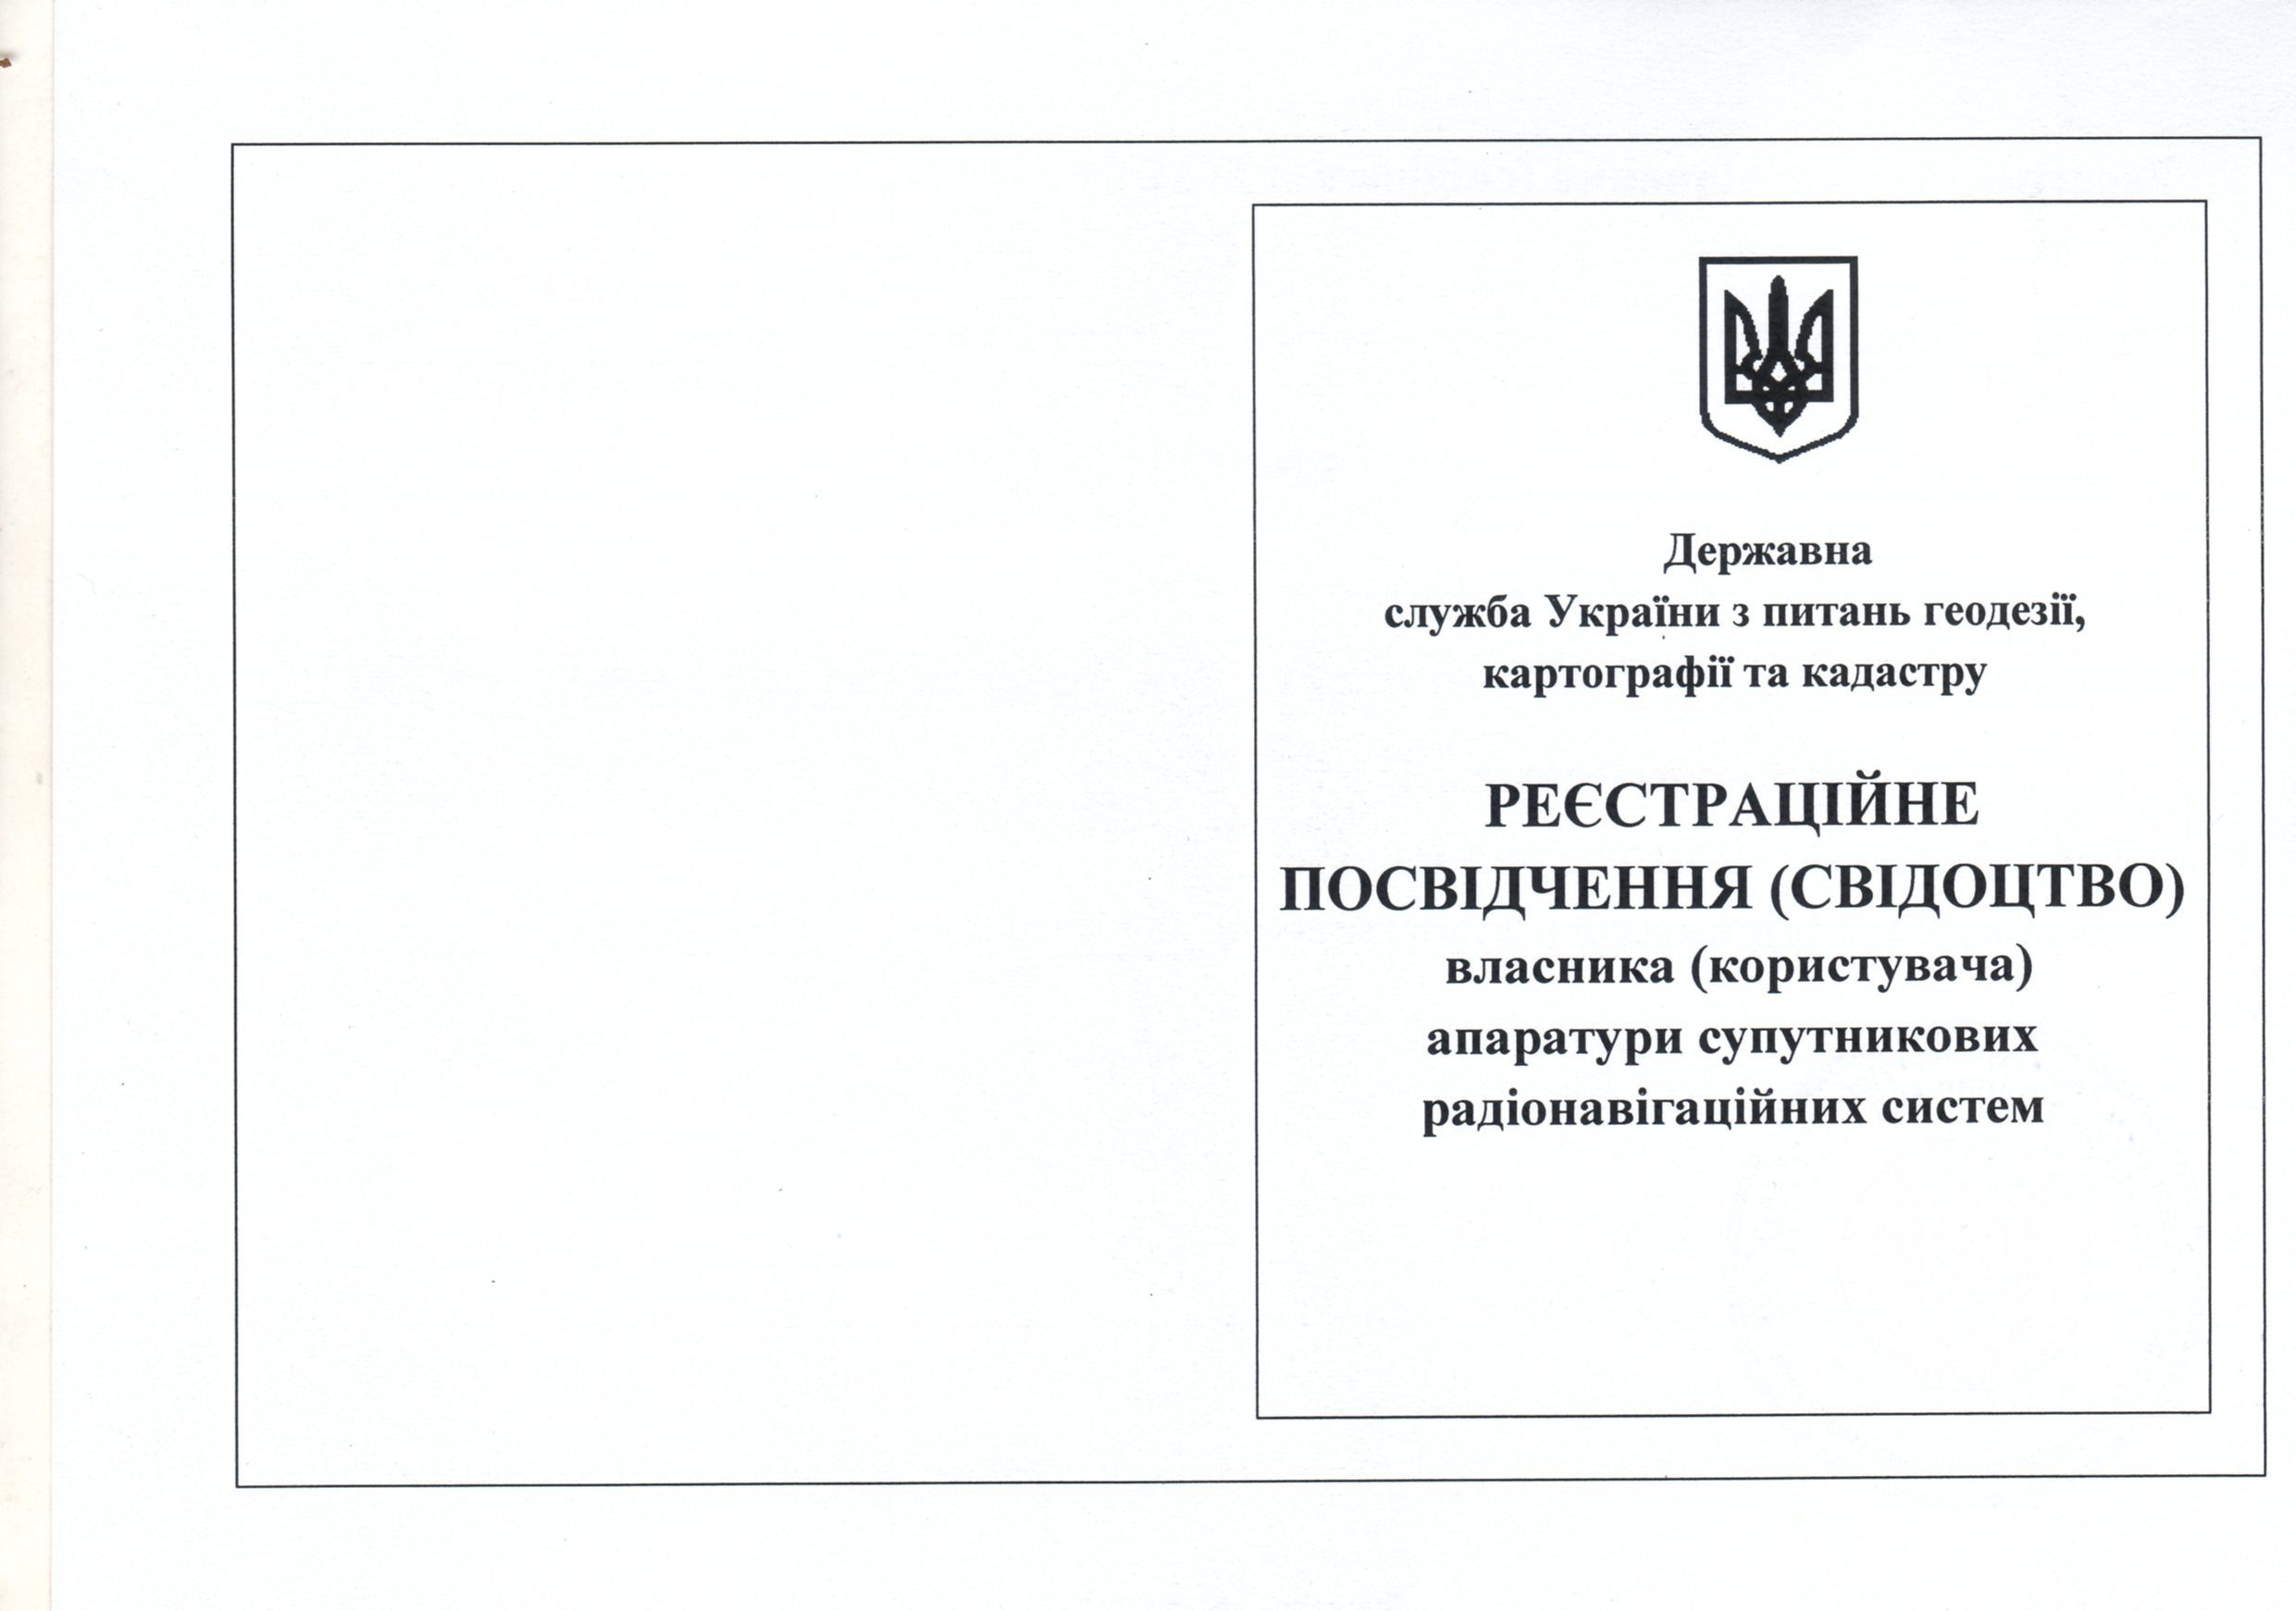 Державна
служба України з питань геодезії,
картографії та кадастру
РЕЄСТРАЦІЙНЕ
ПОСВІДЧЕННЯ (СВІДОЦТВО)
власника (користувача)
апаратури супутникових
радіонавігаційних систем